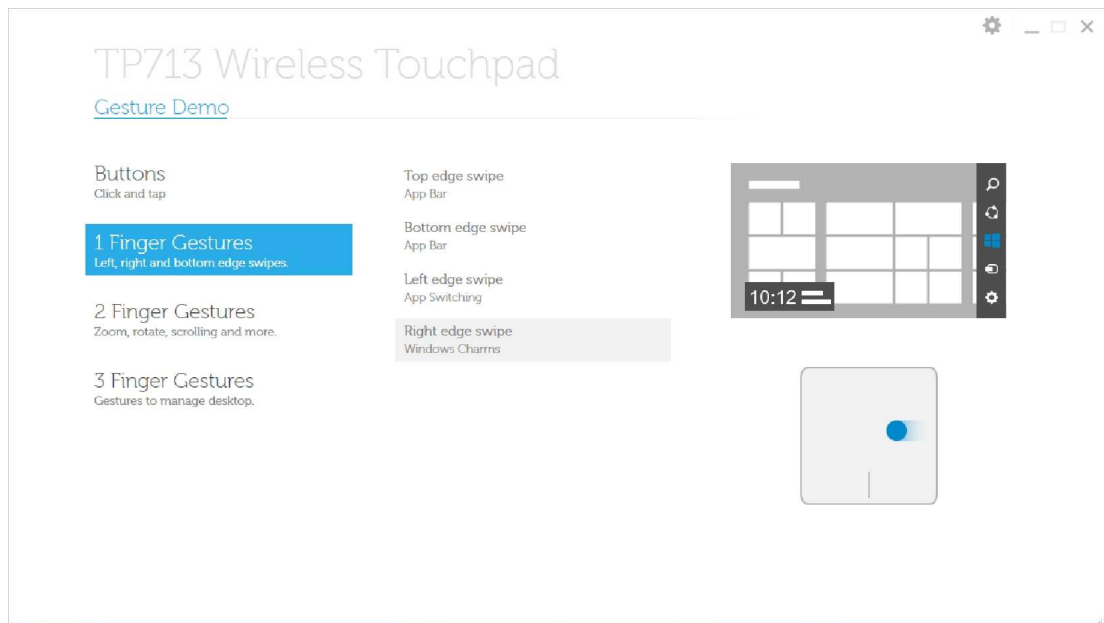 TP713 Wireless Touchpad
Gesture Demo
Buttons
Click and tap
1 Finger Gestures
Left, right and bottom edge swipes.
2 Finger Gestures
Zoom, rotate, scrolling and more.
3 Finger Gestures
Gestures to manage desktop.
Top edge swipe
App Bar
Bottom edge swipe
App Bar
Left edge swipe
App Switching
Right edge swipe
Windows Charms
10:12